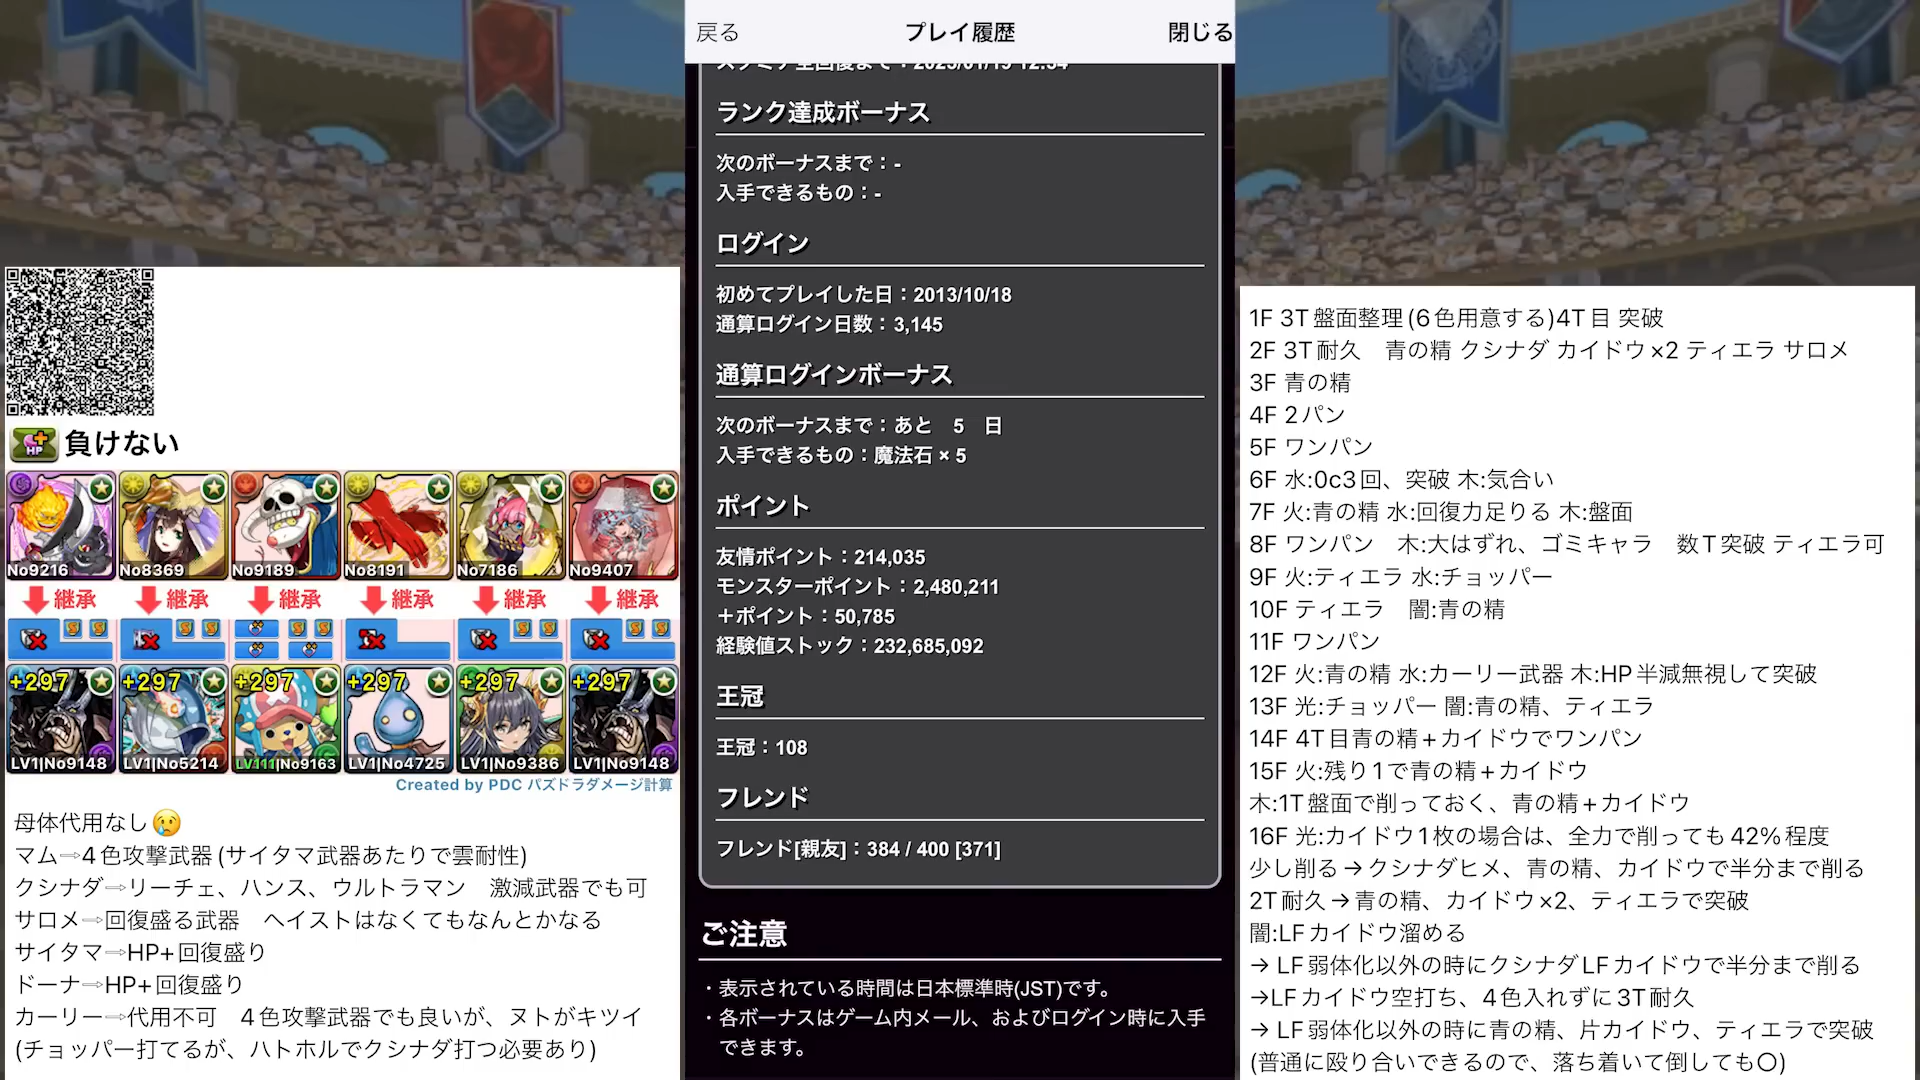 戻る
プレイ履歴
閉じる
スタミナ全回復まで：2023/01/19 12:34
ランク達成ボーナス
次のボーナスまで：-
入手できるもの：-
ログイン
初めてプレイした日：2013/10/18
通算ログイン日数：3,145
通算ログインボーナス
次のボーナスまで：あと　5　日
入手できるもの：魔法石 × 5
ポイント
友情ポイント：214,035
モンスターポイント：2,480,211
＋ポイント：50,785
経験値ストック：232,685,092
王冠
王冠：108
フレンド
フレンド[親友]：384 / 400 [371]
ご注意
・表示されている時間は日本標準時(JST)です。
・各ボーナスはゲーム内メール、およびログイン時に入手
できます。
HP 負けない
No9216 No8369 No9189 No8191 No7186 No9407
継承 継承 継承 継承 継承 継承
+297 +297 +297 +297 +297 +297
LV1|No9148 LV1|No5214 LV111|No9163 LV1|No4725 LV1|No9386 LV1|No9148
Created by PDC パズドラダメージ計算
母体代用なし😢
マム⇨4色攻撃武器(サイタマ武器あたりで雲耐性)
クシナダ⇨リーチェ、ハンス、ウルトラマン　激減武器でも可
サロメ⇨回復盛る武器　ヘイストはなくてもなんとかなる
サイタマ⇨HP+回復盛り
ドーナ⇨HP+回復盛り
カーリー⇨代用不可　4色攻撃武器でも良いが、ヌトがキツイ
(チョッパー打てるが、ハトホルでクシナダ打つ必要あり)
1F 3T盤面整理(6色用意する)4T目 突破
2F 3T耐久　青の精 クシナダ カイドウ×2 ティエラ サロメ
3F 青の精
4F 2パン
5F ワンパン
6F 水:0c3回、突破 木:気合い
7F 火:青の精 水:回復力足りる 木:盤面
8F ワンパン　木:大はずれ、ゴミキャラ　数T突破 ティエラ可
9F 火:ティエラ 水:チョッパー
10F ティエラ　闇:青の精
11F ワンパン
12F 火:青の精 水:カーリー武器 木:HP半減無視して突破
13F 光:チョッパー 闇:青の精、ティエラ
14F 4T目青の精+カイドウでワンパン
15F 火:残り1で青の精+カイドウ
木:1T盤面で削っておく、青の精+カイドウ
16F 光:カイドウ1枚の場合は、全力で削っても42%程度
少し削る→クシナダヒメ、青の精、カイドウで半分まで削る
2T耐久→青の精、カイドウ×2、ティエラで突破
闇:LFカイドウ溜める
→ LF弱体化以外の時にクシナダLFカイドウで半分まで削る
→LFカイドウ空打ち、4色入れずに3T耐久
→ LF弱体化以外の時に青の精、片カイドウ、ティエラで突破
(普通に殴り合いできるので、落ち着いて倒しても〇)